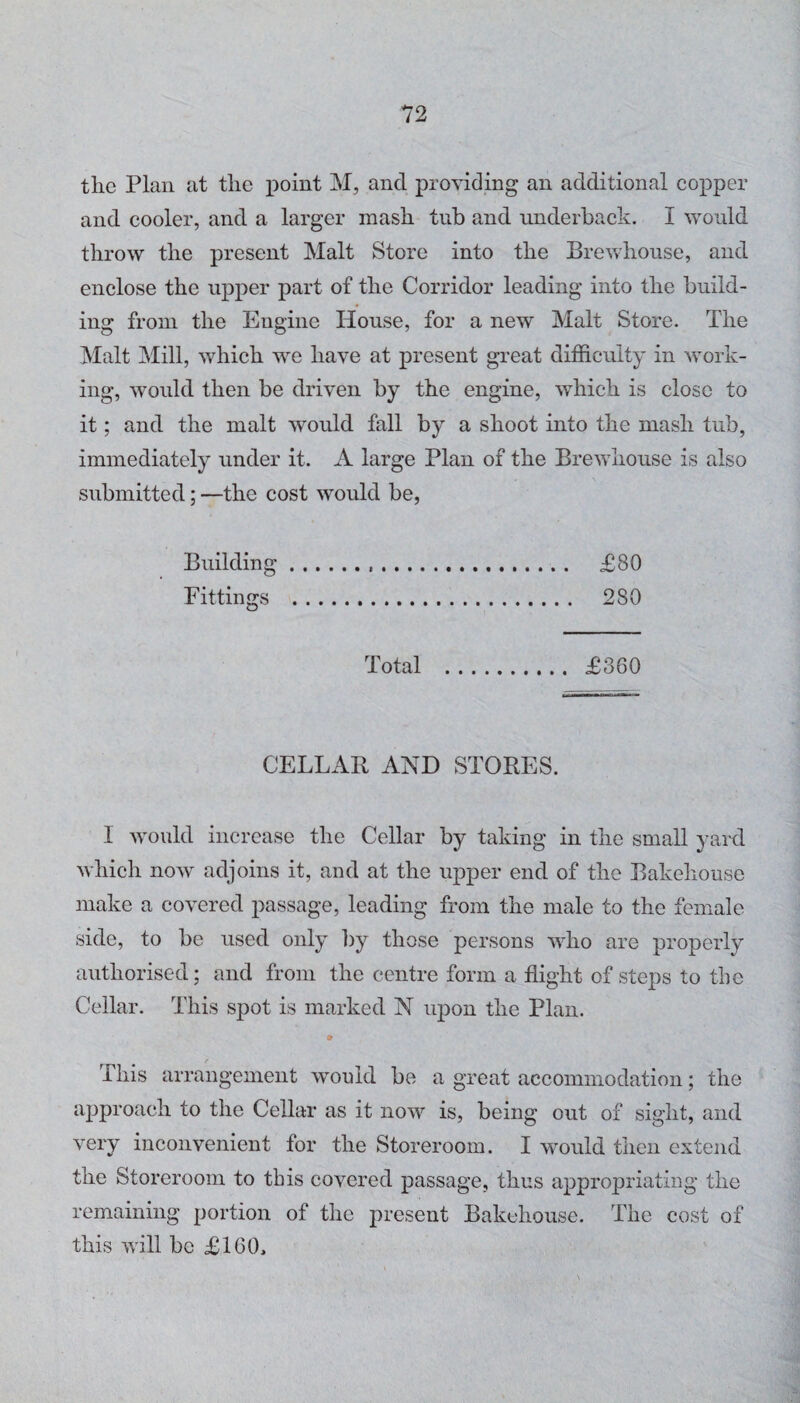 72
the Plan at the point M, and providing an additional copper
and cooler, and a larger mash tub and underback. I would
throw the present Malt Store into the Brewhouse, and
enclose the upper part of the Corridor leading into the build-
ing from the Engine House, for a new Malt Store. The
Malt Mill, which we have at present great difficulty in work-
ing, would then be driven by the engine, which is close to
it; and the malt would fall by a shoot into the mash tub,
immediately under it. A large Plan of the Brewhouse is also
submitted;—the cost would be,
Building ........................ £80
Fittings ........................ 280
Total ........... £360
CELLAR AND STORES.
I would increase the Cellar by taking in the small yard
which now adjoins it, and at the upper end of the Bakehouse
make a covered passage, leading from the male to the female
side, to be used only by those persons who are properly
authorised; and from the centre form a flight of steps to the
Cellar. This spot is marked N upon the Plan.
This arrangement would be a great accommodation; the
approach to the Cellar as it now is, being out of sight, and
very inconvenient for the Storeroom. I would then extend
the Storeroom to this covered passage, thus appropriating the
remaining portion of the present Bakehouse. The cost of
this will be £160.